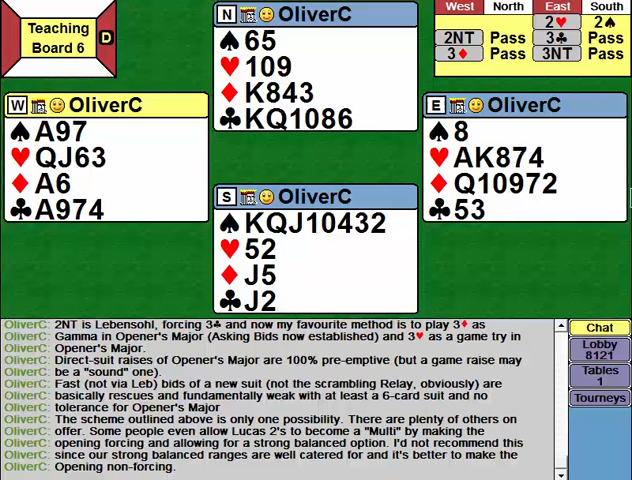 Teaching
Board 6
D
N OliverC
♠65
♥109
♦K843
♣KQ1086
West North East South
2♥ 2♠
2NT Pass 3♣ Pass
3♦ Pass 3NT Pass
W OliverC
♠A97
♥QJ63
♦A6
♣A974
E OliverC
♠8
♥AK874
♦Q10972
♣53
S OliverC
♠KQJ10432
♥52
♦J5
♣J2
OliverC: 2NT is Lebensohl, forcing 3♣ and now my favourite method is to play 3♦ as
OliverC: Gamma in Opener's Major (Asking Bids now established) and 3♥ as a game try in
OliverC: Opener's Major.
OliverC: Direct-suit raises of Opener's Major are 100% pre-emptive (but a game raise may
OliverC: be a "sound" one).
OliverC: Fast (not via Leb) bids of a new suit (not the scrambling Relay, obviously) are
OliverC: basically rescues and fundamentally weak with at least a 6-card suit and no
OliverC: tolerance for Opener's Major
OliverC: The scheme outlined above is only one possibility. There are plenty of others on
OliverC: offer. Some people even allow Lucas 2's to become a "Multi" by making the
OliverC: opening forcing and allowing for a strong balanced option. I'd not recommend this
OliverC: since our strong balanced ranges are well catered for and it's better to make the
OliverC: Opening non-forcing.
Chat
Lobby
8121
Tables
1
Tourneys